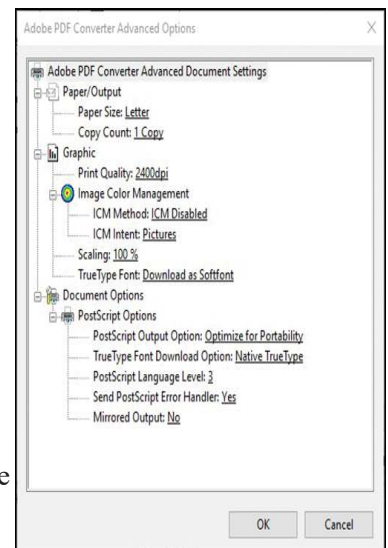 Adobe PDF Converter Advanced Options X
Adobe PDF Converter Advanced Document Settings
Paper/Output
Paper Size: Letter
Copy Count: 1 Copy
Graphic
Print Quality: 2400dpi
Image Color Management
ICM Method: ICM Disabled
ICM Intent: Pictures
Scaling: 100 %
TrueType Font: Download as Softfont
Document Options
PostScript Options
PostScript Output Option: Optimize for Portability
TrueType Font Download Option: Native TrueType
PostScript Language Level: 3
Send PostScript Error Handler: Yes
Mirrored Output: No
e
OK Cancel